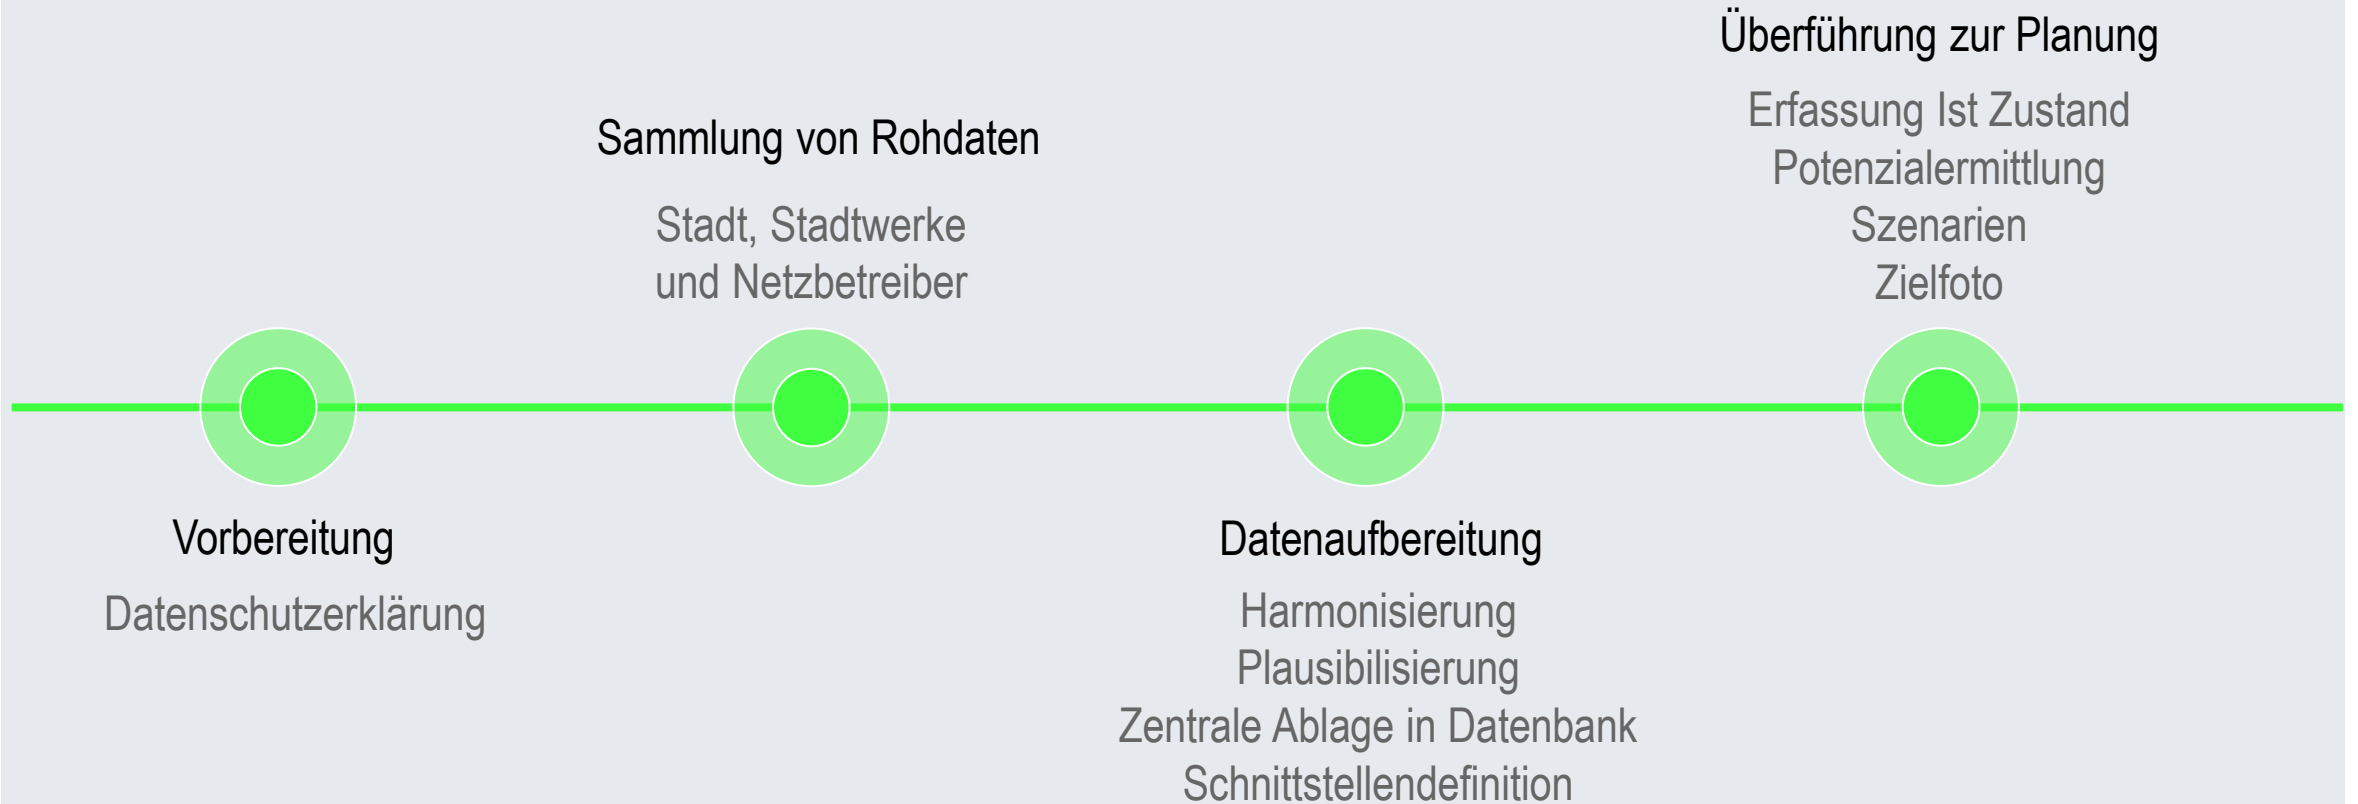 Vorbereitung
Datenschutzerklärung
Sammlung von Rohdaten
Stadt, Stadtwerke
und Netzbetreiber
Datenaufbereitung
Harmonisierung
Plausibilisierung
Zentrale Ablage in Datenbank
Schnittstellendefinition
Überführung zur Planung
Erfassung Ist Zustand
Potenzialermittlung
Szenarien
Zielfoto